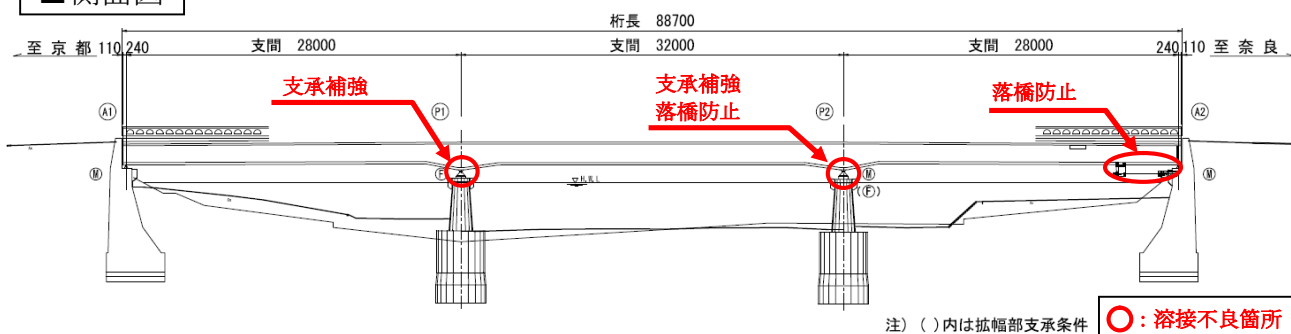 側面図
桁長 88700
至 京 都 110 240 支間 28000 支間 32000 支間 28000 240 110 至 奈 良
支承補強
支承補強
落橋防止
落橋防止
A1 P1 P2 A2
M F H.W.L M M
(F)
注) ( )内は拡幅部支承条件
○:溶接不良箇所